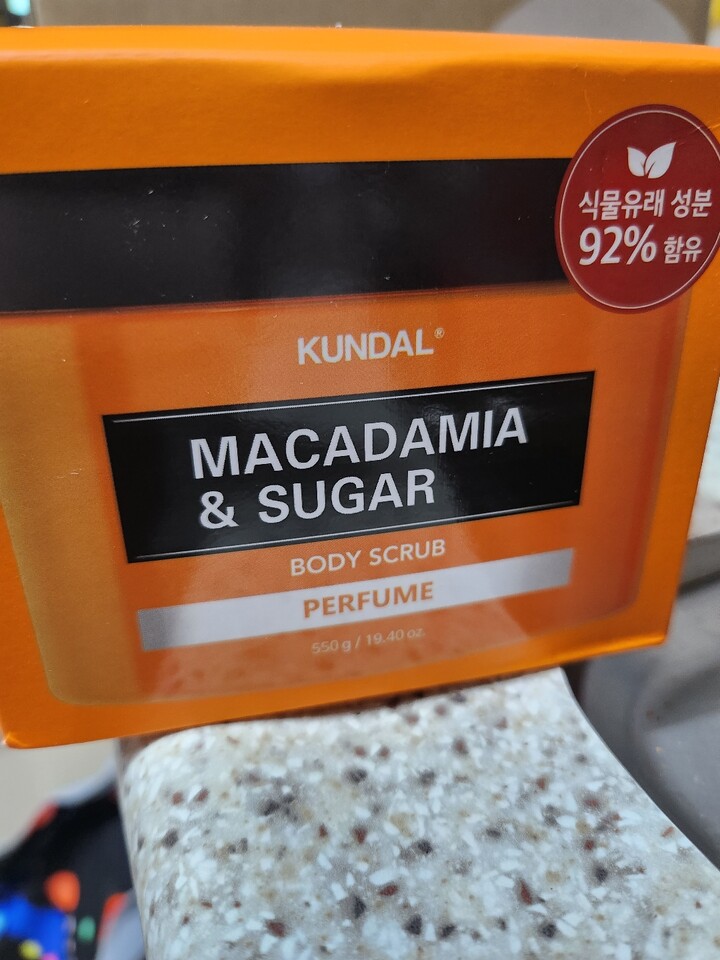 식물유래 성분
92% 함유
KUNDAL®
MACADAMIA
& SUGAR
BODY SCRUB
PERFUME
550 g / 19.40 oz.